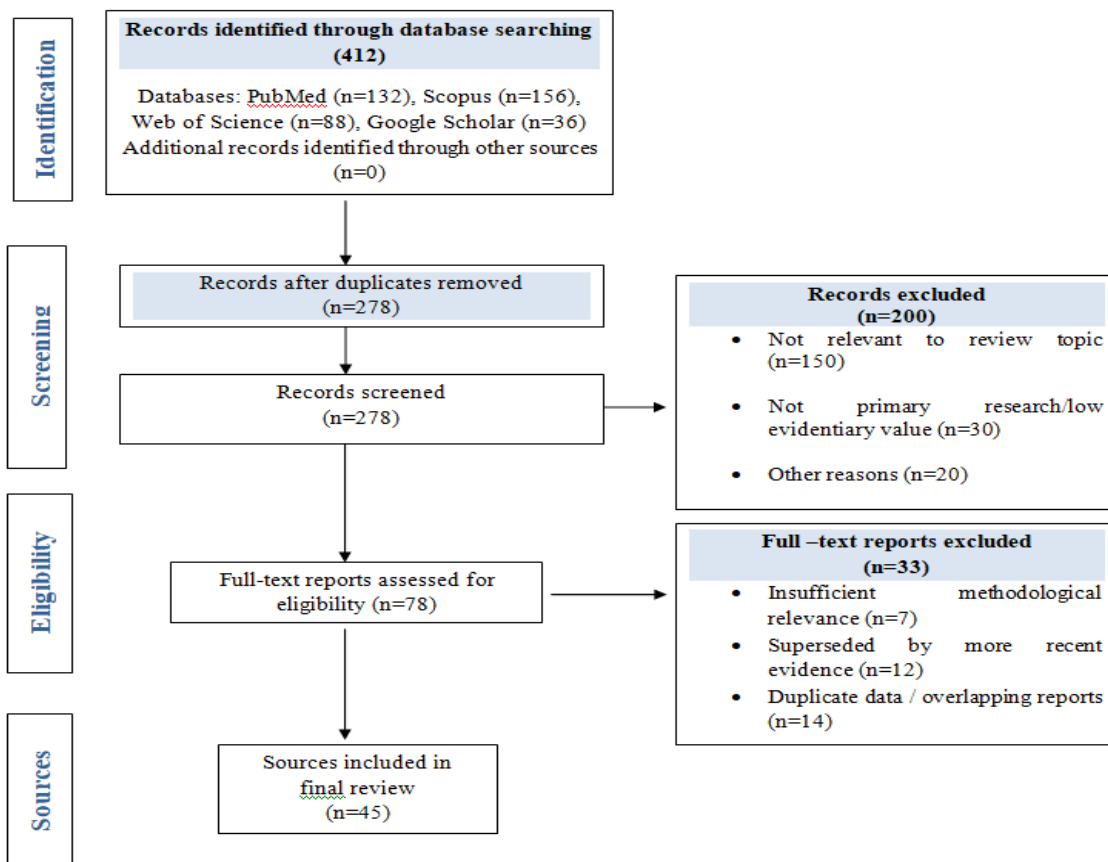 Identification
Records identified through database searching
(412)
Databases: PubMed (n=132), Scopus (n=156),
Web of Science (n=88), Google Scholar (n=36)
Additional records identified through other sources
(n=0)
Screening
Records after duplicates removed
(n=278)
Records screened
(n=278)
Records excluded
(n=200)
• Not relevant to review topic
(n=150)
• Not primary research/low
evidentiary value (n=30)
• Other reasons (n=20)
Eligibility
Full-text reports assessed for
eligibility (n=78)
Full –text reports excluded
(n=33)
• Insufficient methodological
relevance (n=7)
• Superseded by more recent
evidence (n=12)
• Duplicate data / overlapping reports
(n=14)
Sources
Sources included in
final review
(n=45)